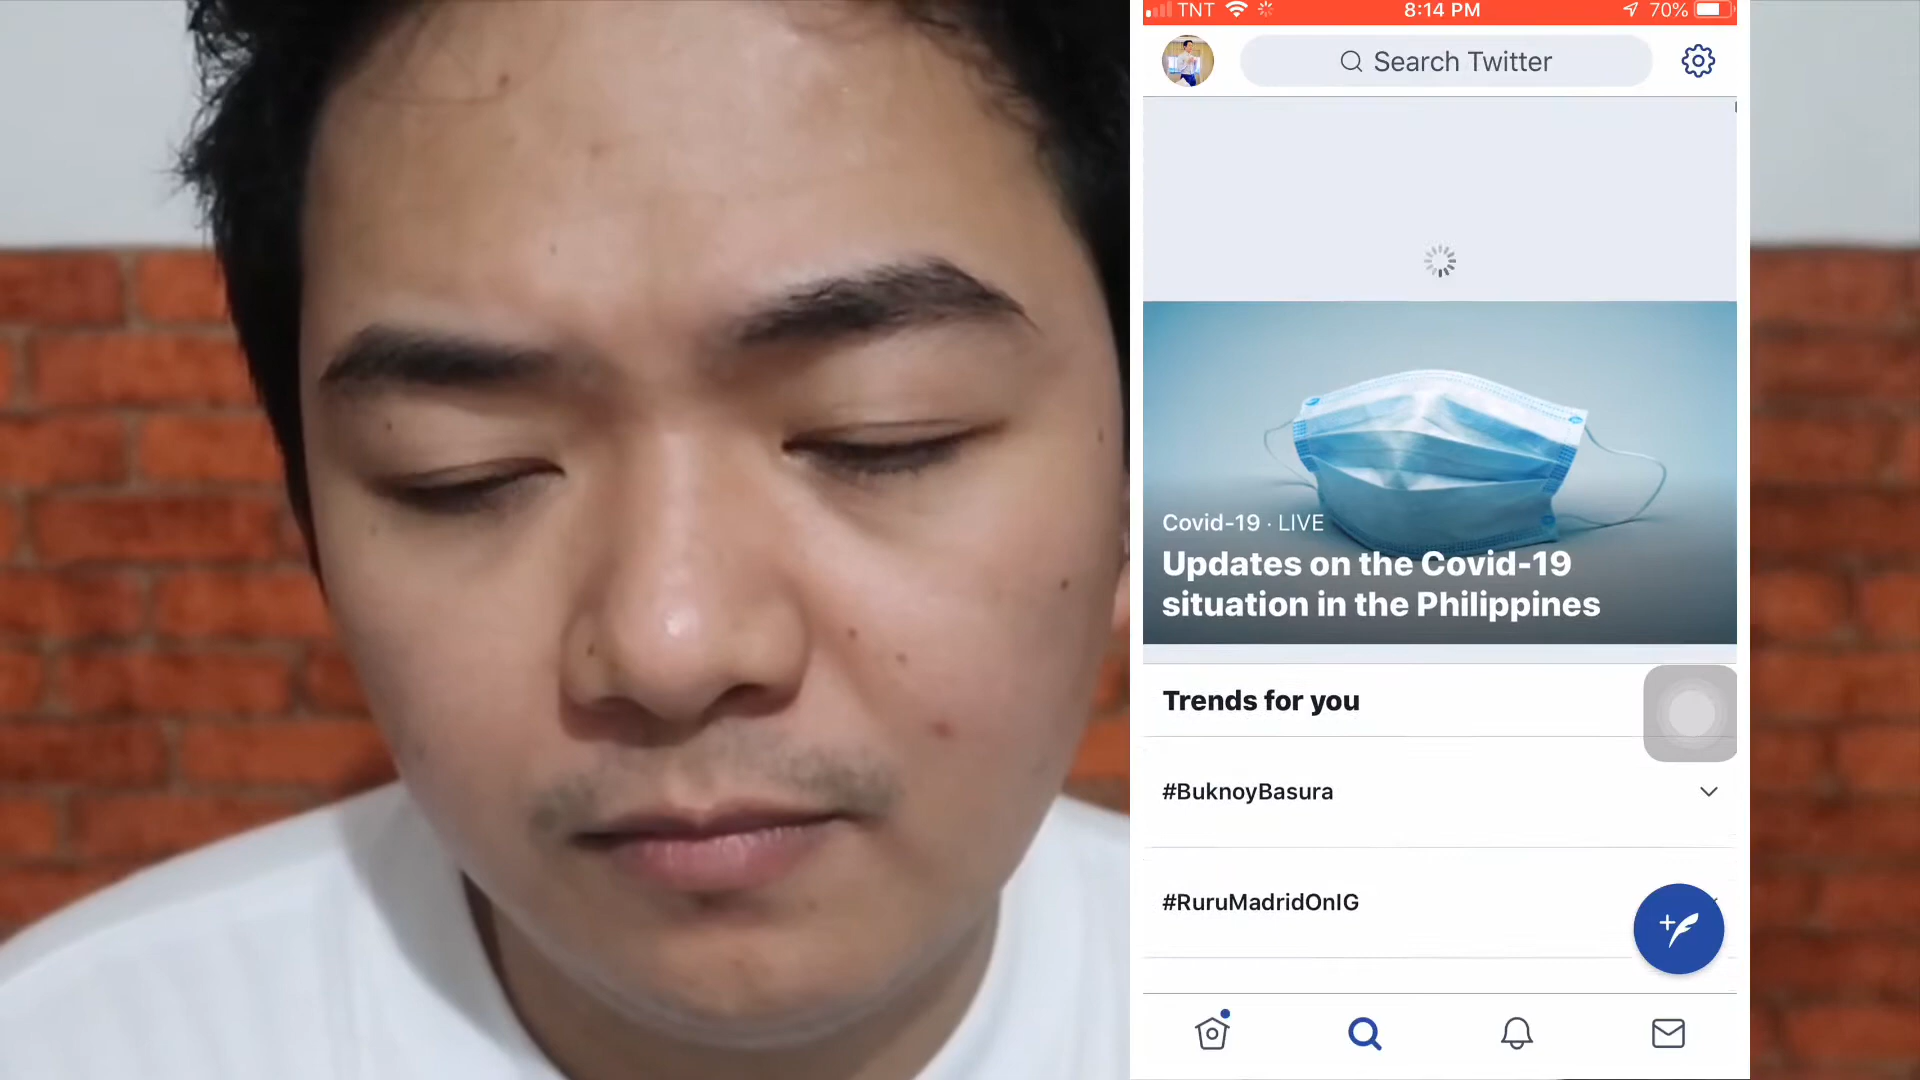 TNT 8:14 PM 70%
Search Twitter
Covid-19 · LIVE
Updates on the Covid-19
situation in the Philippines
Trends for you
#BuknoyBasura
#RuruMadridOnIG